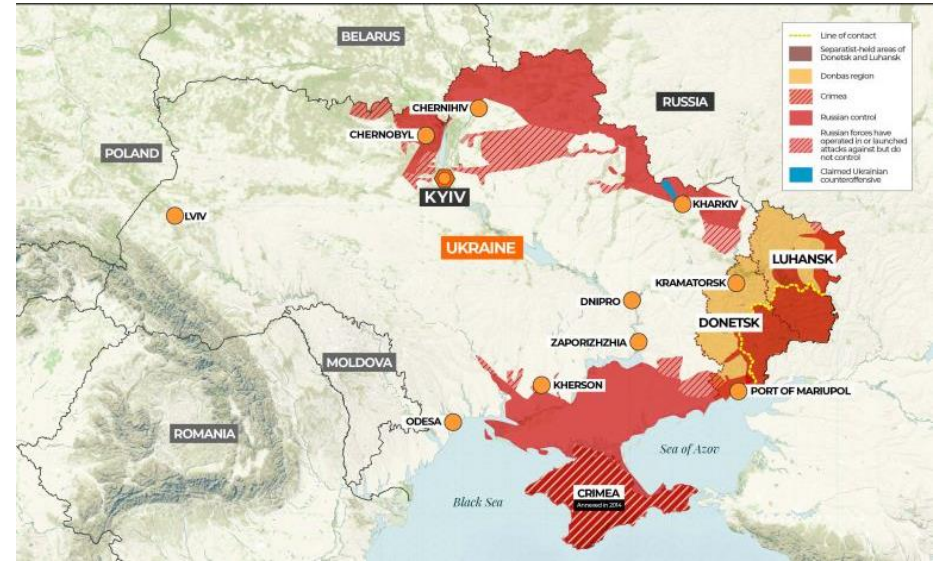 BELARUS
Line of contact
Separatist-held areas of
Donetsk and Luhansk
Donbas region
Crimea
Russian control
Russian forces have
operated in or launched
attacks against but do
not control
Claimed Ukrainian
counteroffensive
RUSSIA
CHERNIHIV
CHERNOBYL
POLAND
KYIV
KHARKIV
LVIV
UKRAINE
LUHANSK
KRAMATORSK
DNIPRO
DONETSK
ZAPORIZHZHIA
MOLDOVA
KHERSON
PORT OF MARIUPOL
ODESA
ROMANIA
Sea of Azov
Black Sea
CRIMEA
Annexed in 2014